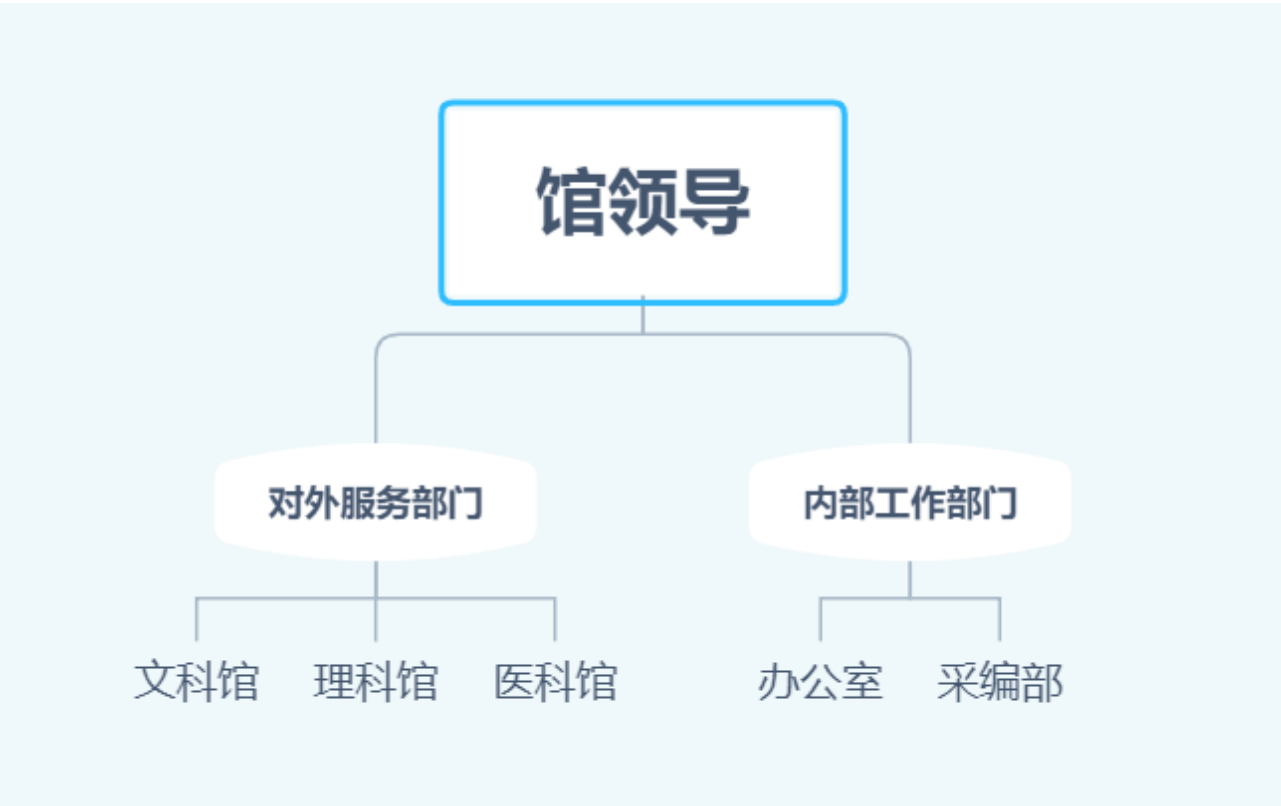 馆领导
对外服务部门
内部工作部门
文科馆
理科馆
医科馆
办公室
采编部